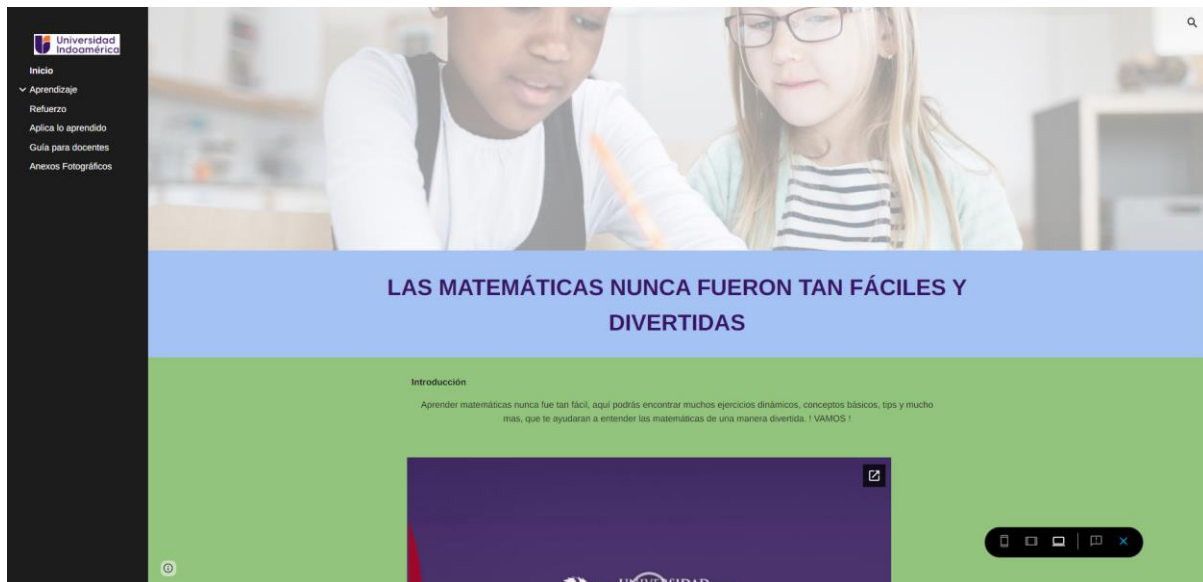 Universidad
Indoamérica
Inicio
Aprendizaje
Refuerzo
Aplica lo aprendido
Guía para docentes
Anexos Fotográficos
LAS MATEMÁTICAS NUNCA FUERON TAN FÁCILES Y
DIVERTIDAS
Introducción
Aprender matemáticas nunca fue tan fácil, aquí podrás encontrar muchos ejercicios dinámicos, conceptos básicos, tips y mucho
mas, que te ayudaran a entender las matemáticas de una manera divertida. ! VAMOS !
UNIVERSIDAD